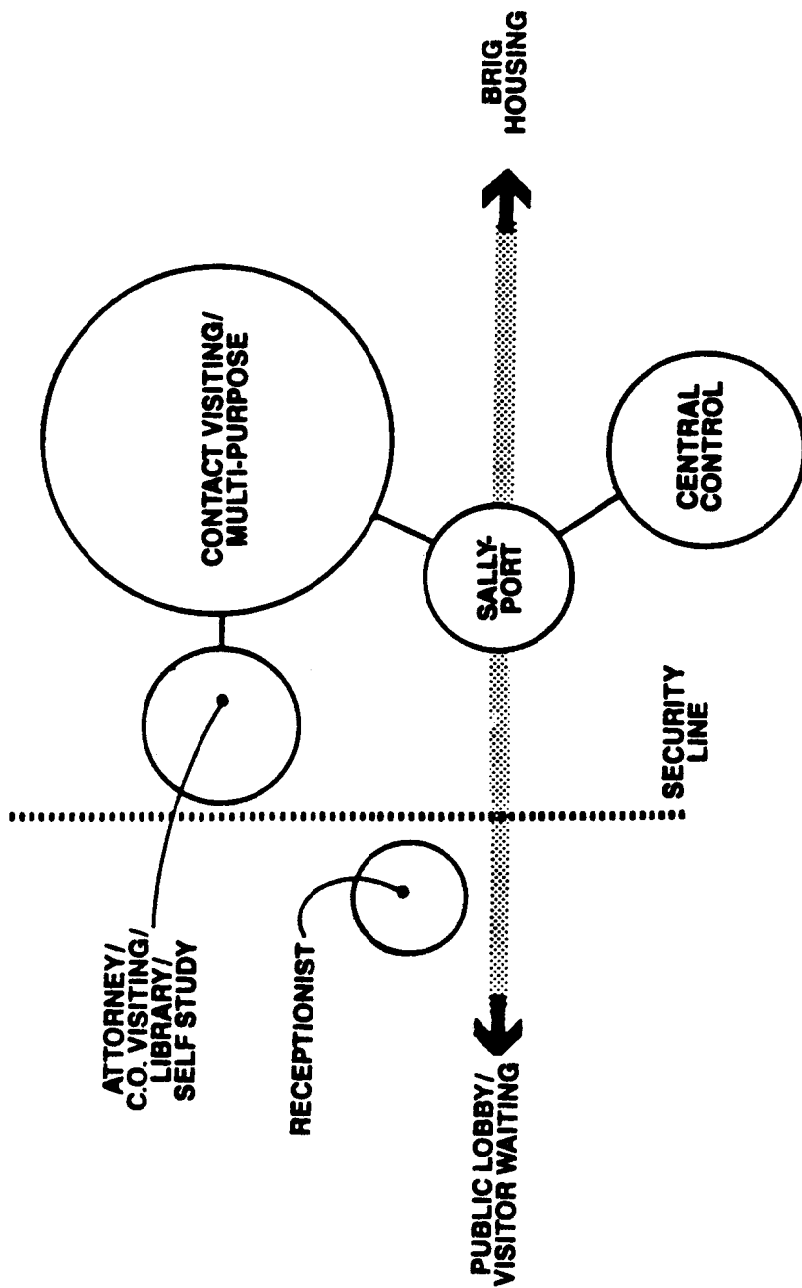 ATTORNEY/
C.O. VISITING/
LIBRARY/
SELF STUDY
CONTACT VISITING/
MULTI-PURPOSE
RECEPTIONIST
PUBLIC LOBBY/
VISITOR WAITING
SALLY-
PORT
BRIG
HOUSING
SECURITY
LINE
CENTRAL
CONTROL